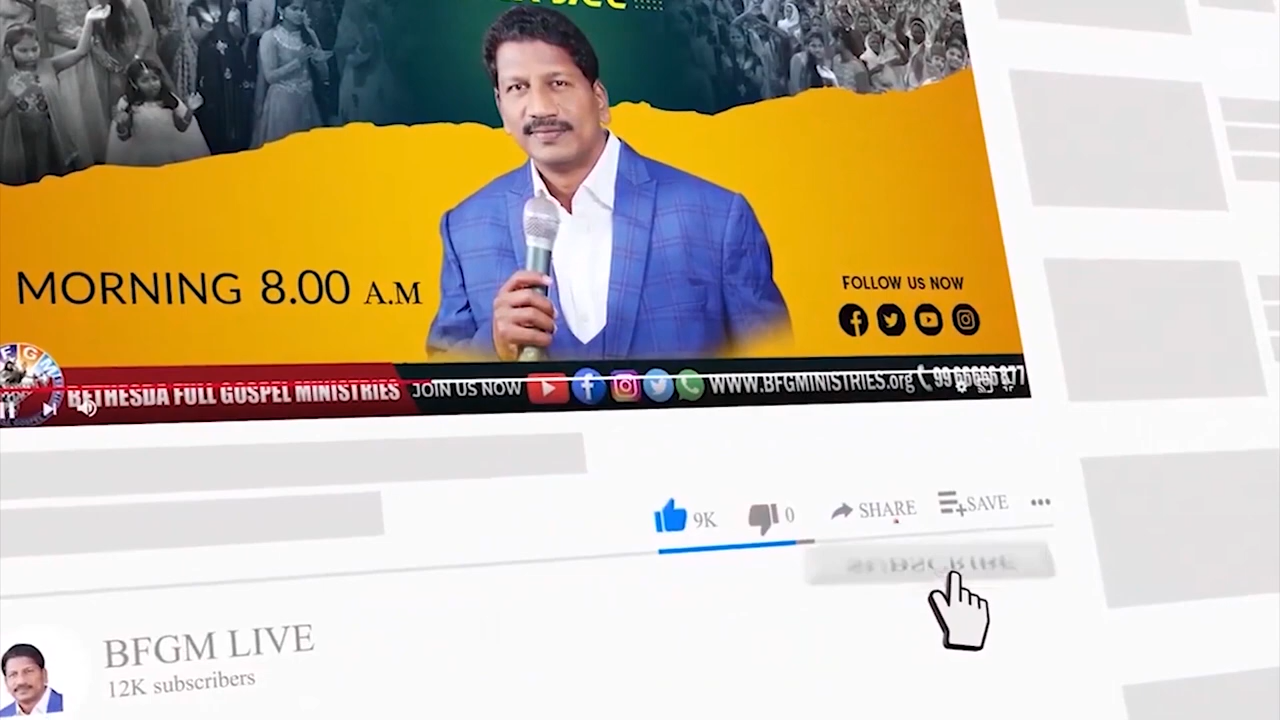 MORNING 8.00 A.M
FOLLOW US NOW
BETHESDA FULL GOSPEL MINISTRIES JOIN US NOW WWW.BFGMINISTRIES.org
9K 0 SHARE SAVE
SUBSCRIBE
BFGM LIVE
12K subscribers